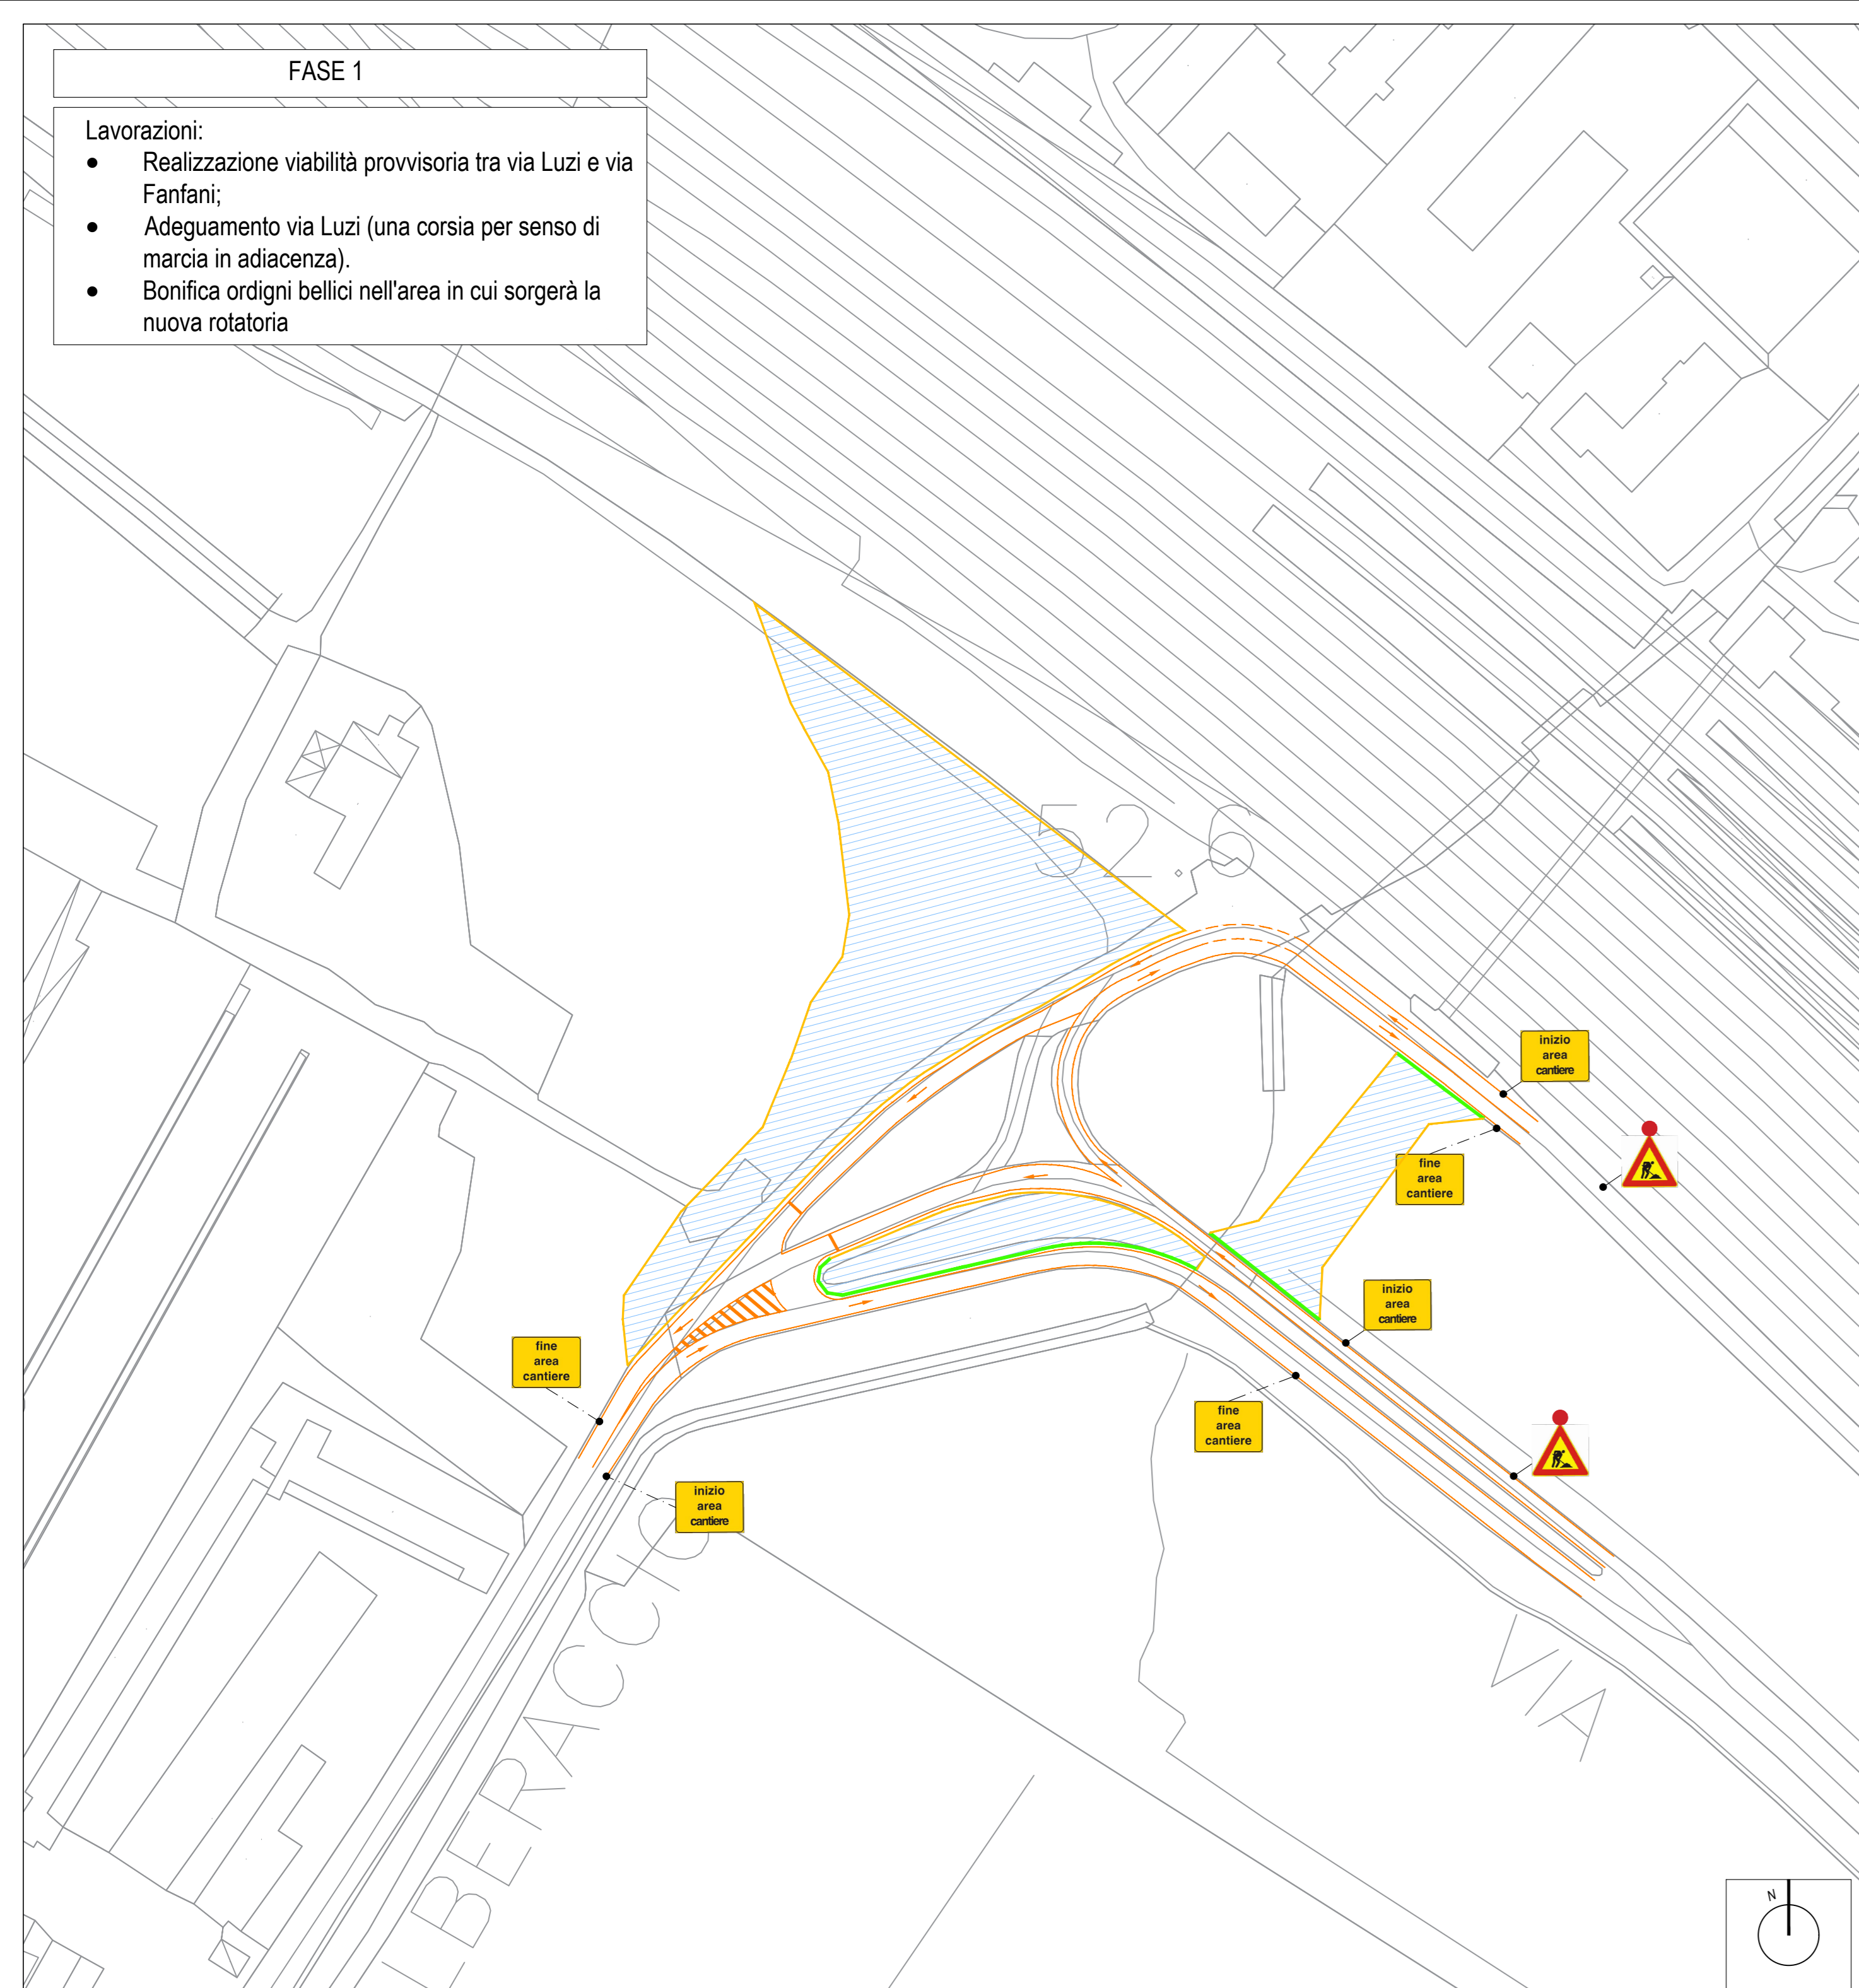 FASE 1
Lavorazioni:
● Realizzazione viabilità provvisoria tra via Luzi e via
Fanfani;
● Adeguamento via Luzi (una corsia per senso di
marcia in adiacenza).
● Bonifica ordigni bellici nell'area in cui sorgerà la
nuova rotatoria
52.6
inizio
area
cantiere
fine
area
cantiere
inizio
area
cantiere
fine
area
cantiere
fine
area
cantiere
inizio
area
cantiere
IBERACCIO
VIA
N